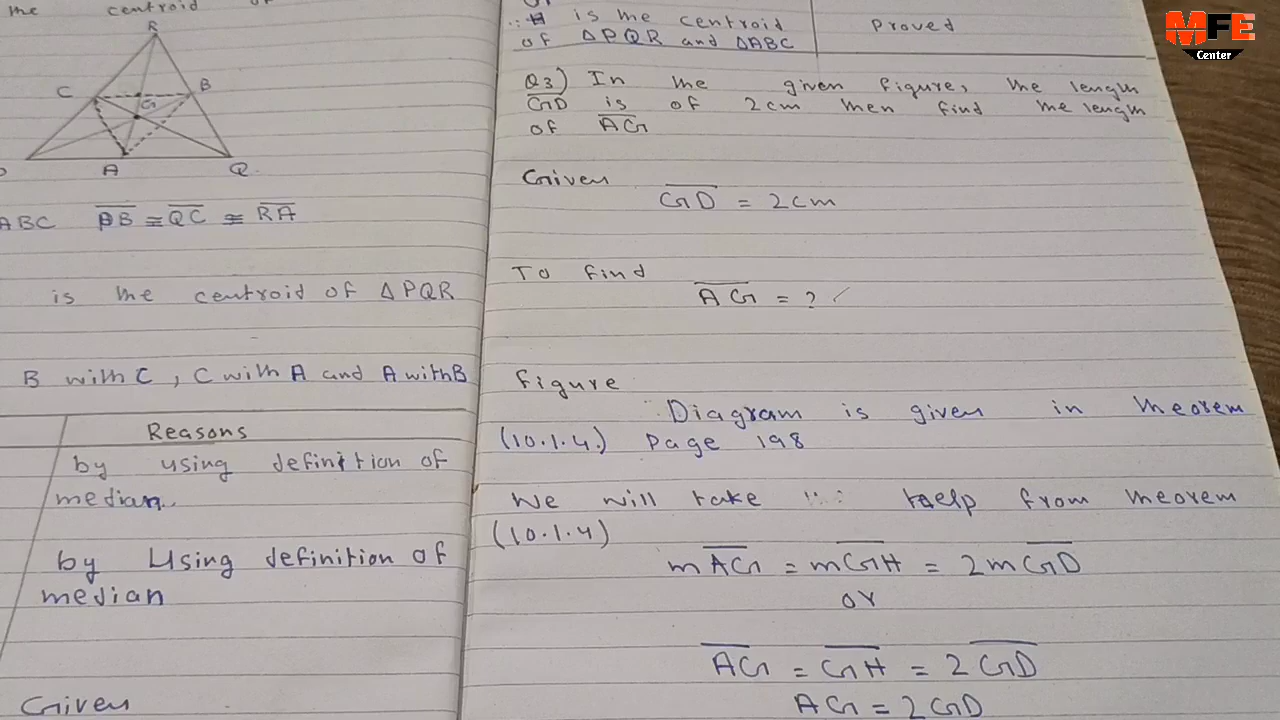 the centroid of
R
C
B
G
A
Q
ABC PB ≅ QC ≅ RA
is the centroid of ΔPQR
B with C, C with A and A with B
Reasons
by using definition of
median.
by Using definition of
median
Given
∴ H is the centroid
of ΔPQR and ΔABC
Proved
Q3) In the given figure, the length
GD is of 2cm then find the length
of AG
Given
GD = 2cm
To find
AG = ?
Figure
Diagram is given in theorem
(10.1.4.) Page 198
We will take help from theorem
(10.1.4)
mAG = mGH = 2mGD
or
AG = GH = 2GD
AG = 2GD
MFE
Center